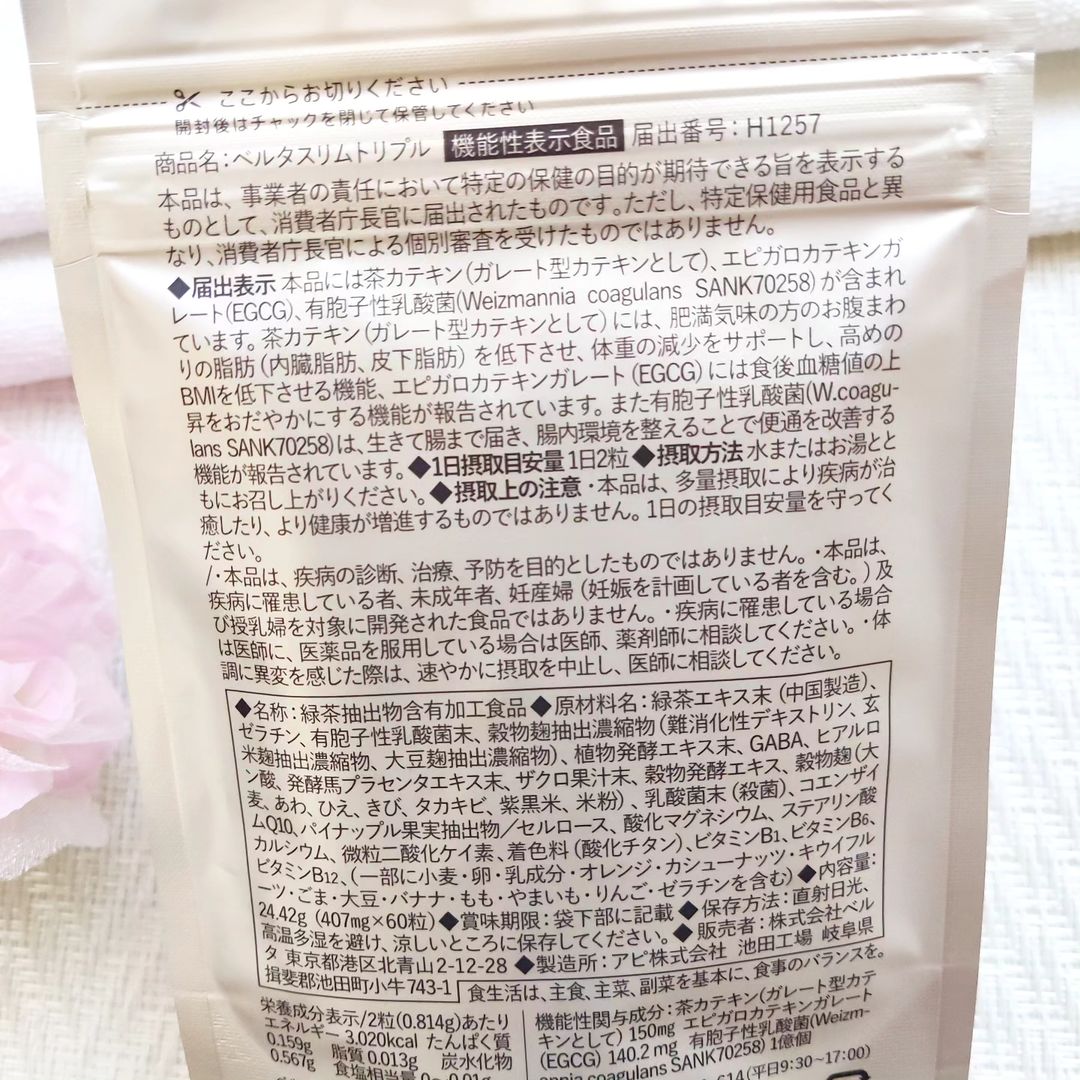 ここからお切りください
開封後はチャックを閉じて保管してください
商品名:ベルタスリムトリプル 機能性表示食品 届出番号:H1257
本品は、事業者の責任において特定の保健の目的が期待できる旨を表示する
ものとして、消費者庁長官に届出されたものです。ただし、特定保健用食品と異
なり、消費者庁長官による個別審査を受けたものではありません。
◆届出表示 本品には茶カテキン(ガレート型カテキンとして)、エピガロカテキンガ
レート(EGCG)、有胞子性乳酸菌(Weizmannia coagulans SANK70258)が含まれ
ています。茶カテキン(ガレート型カテキンとして)には、肥満気味の方のお腹まわ
りの脂肪(内臓脂肪、皮下脂肪)を低下させ、体重の減少をサポートし、高めの
BMIを低下させる機能、エピガロカテキンガレート(EGCG)には食後血糖値の上
昇をおだやかにする機能が報告されています。また有胞子性乳酸菌(W.coagu-
lans SANK70258)は、生きて腸まで届き、腸内環境を整えることで便通を改善する
機能が報告されています。◆1日摂取目安量 1日2粒 ◆摂取方法 水またはお湯とと
もにお召し上がりください。◆摂取上の注意 ・本品は、多量摂取により疾病が治
癒したり、より健康が増進するものではありません。1日の摂取目安量を守ってく
ださい。
/・本品は、疾病の診断、治療、予防を目的としたものではありません。・本品は、
疾病に罹患している者、未成年者、妊産婦(妊娠を計画している者を含む。)及
び授乳婦を対象に開発された食品ではありません。・疾病に罹患している場合
は医師に、医薬品を服用している場合は医師、薬剤師に相談してください。・体
調に異変を感じた際は、速やかに摂取を中止し、医師に相談してください。
◆名称:緑茶抽出物含有加工食品 ◆原材料名:緑茶エキス末(中国製造)、
ゼラチン、有胞子性乳酸菌末、穀物麹抽出濃縮物(難消化性デキストリン、玄
米麹抽出濃縮物、大豆麹抽出濃縮物)、植物発酵エキス末、GABA、ヒアルロ
ン酸、発酵馬プラセンタエキス末、ザクロ果汁末、穀物発酵エキス、穀物麹(大
麦、あわ、ひえ、きび、タカキビ、紫黒米、米粉)、乳酸菌末(殺菌)、コエンザイ
ムQ10、パイナップル果実抽出物/セルロース、酸化マグネシウム、ステアリン酸
カルシウム、微粒二酸化ケイ素、着色料(酸化チタン)、ビタミンB1、ビタミンB6、
ビタミンB12、(一部に小麦・卵・乳成分・オレンジ・カシューナッツ・キウイフル
ーツ・ごま・大豆・バナナ・もも・やまいも・りんご・ゼラチンを含む) ◆内容量:
24.42g(407mg×60粒) ◆賞味期限:袋下部に記載 ◆保存方法:直射日光、
高温多湿を避け、涼しいところに保存してください。◆販売者:株式会社ベル
タ 東京都港区北青山2-12-28 ◆製造所:アピ株式会社 池田工場 岐阜県
揖斐郡池田町小牛743-1 食生活は、主食、主菜、副菜を基本に、食事のバランスを。
栄養成分表示/2粒(0.814g)あたり
エネルギー 3.020kcal たんぱく質
0.159g 脂質 0.013g 炭水化物
0.567g 食塩相当量 0~0.01g
機能性関与成分:茶カテキン(ガレート型カテ
キンとして) 150mg エピガロカテキンガレート
(EGCG) 140.2mg 有胞子性乳酸菌(Weizm-
annia coagulans SANK70258) 1億個
614(平日9:30~17:00)